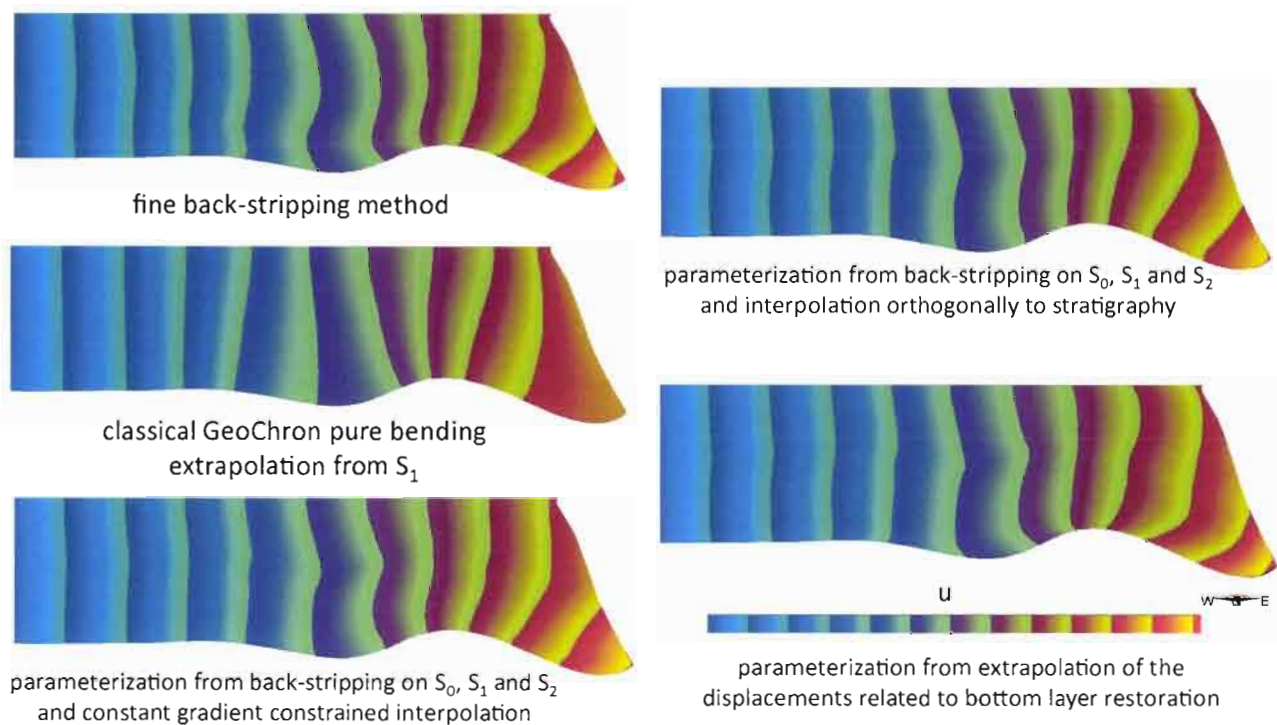 fine back-stripping method
classical GeoChron pure bending
extrapolation from S₁
parameterization from back-stripping on S₀, S₁ and S₂
and constant gradient constrained interpolation
parameterization from back-stripping on S₀, S₁ and S₂
and interpolation orthogonally to stratigraphy
u
W E
parameterization from extrapolation of the
displacements related to bottom layer restoration